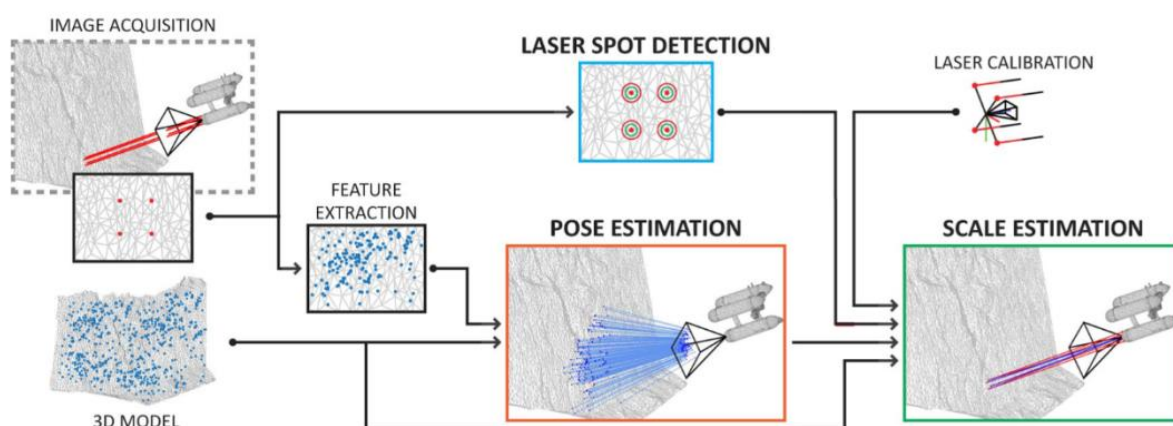 IMAGE ACQUISITION
LASER SPOT DETECTION
LASER CALIBRATION
FEATURE
EXTRACTION
POSE ESTIMATION
SCALE ESTIMATION
3D MODEL